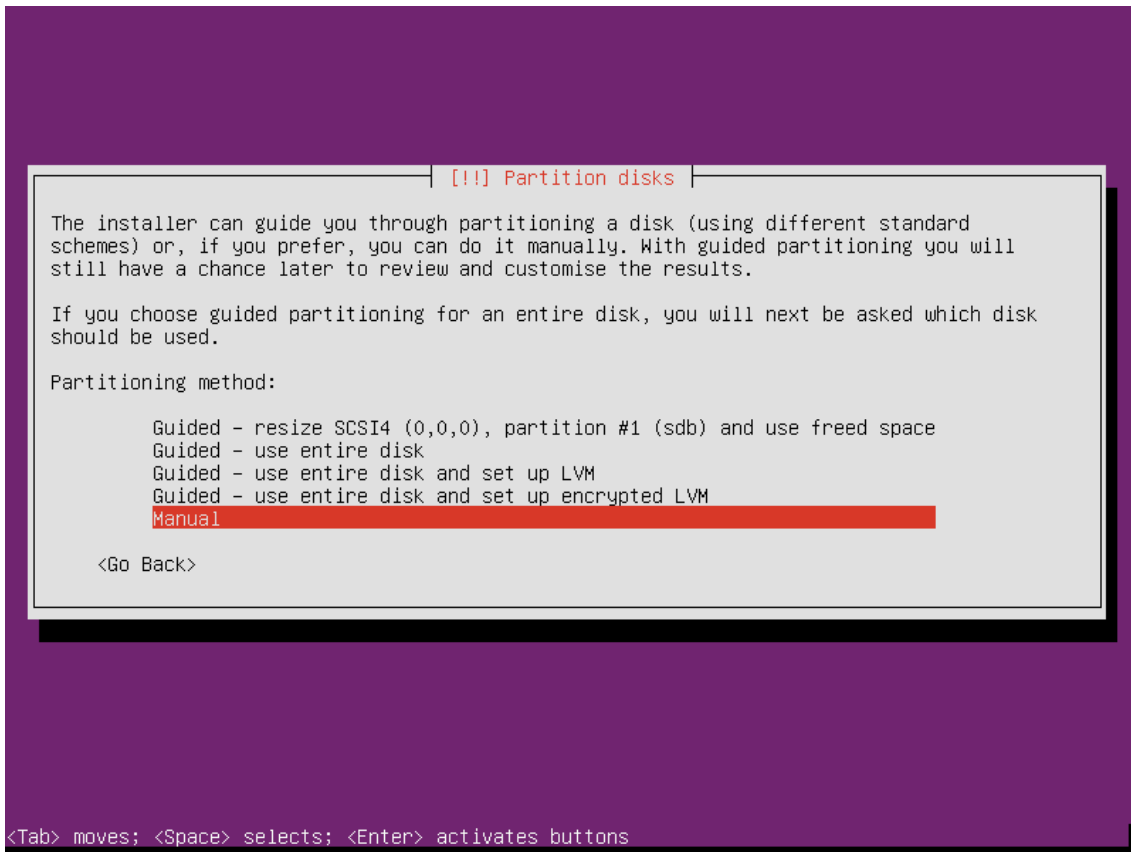 [!!] Partition disks
The installer can guide you through partitioning a disk (using different standard
schemes) or, if you prefer, you can do it manually. With guided partitioning you will
still have a chance later to review and customise the results.
If you choose guided partitioning for an entire disk, you will next be asked which disk
should be used.
Partitioning method:
Guided – resize SCSI4 (0,0,0), partition #1 (sdb) and use freed space
Guided – use entire disk
Guided – use entire disk and set up LVM
Guided – use entire disk and set up encrypted LVM
Manual
<Go Back>
<Tab> moves; <Space> selects; <Enter> activates buttons